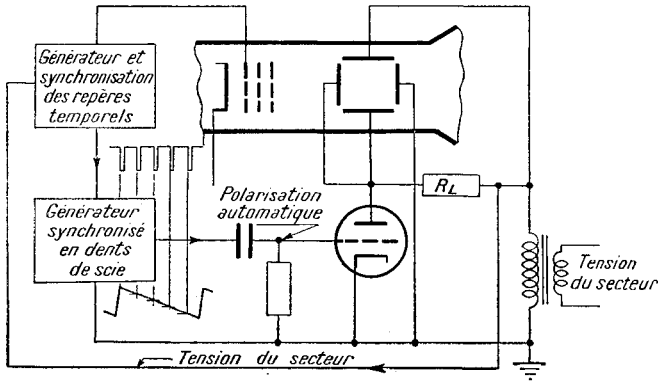 Générateur et
synchronisation
des repères
temporels
Polarisation
automatique
R_L
Générateur
synchronisé
en dents
de scie
Tension
du secteur
Tension du secteur